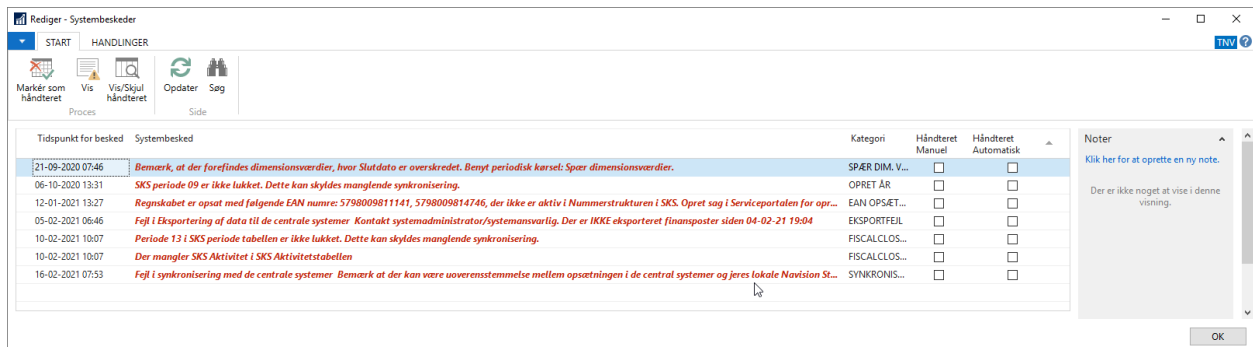 Rediger - Systembeskeder
START HANDLINGER
TNV
Markér som håndteret
Vis
Vis/Skjul håndteret
Opdater
Søg
Proces
Side
Tidspunkt for besked Systembesked Kategori Håndteret Manuel Håndteret Automatisk
21-09-2020 07:46 Bemærk, at der forefindes dimensionsværdier, hvor Slutdato er overskredet. Benyt periodisk kørsel: Spær dimensionsværdier. SPÆR DIM. V...
06-10-2020 13:31 SKS periode 09 er ikke lukket. Dette kan skyldes manglende synkronisering. OPRET ÅR
12-01-2021 13:27 Regnskabet er opsat med følgende EAN numre: 5798009811141, 5798009814746, der ikke er aktiv i Nummerstrukturen i SKS. Opret sag i Serviceportalen for opr... EAN OPSÆT...
05-02-2021 06:46 Fejl i Eksportering af data til de centrale systemer Kontakt systemadministrator/systemansvarlig. Der er IKKE eksporteret finansposter siden 04-02-21 19:04 EKSPORTFEJL
10-02-2021 10:07 Periode 13 i SKS periode tabellen er ikke lukket. Dette kan skyldes manglende synkronisering. FISCALCLOS...
10-02-2021 10:07 Der mangler SKS Aktivitet i SKS Aktivitetstabellen FISCALCLOS...
16-02-2021 07:53 Fejl i synkronisering med de centrale systemer Bemærk at der kan være uoverensstemmelse mellem opsætningen i de central systemer og jeres lokale Navision St... SYNKRONIS...
Noter
Klik her for at oprette en ny note.
Der er ikke noget at vise i denne
visning.
OK